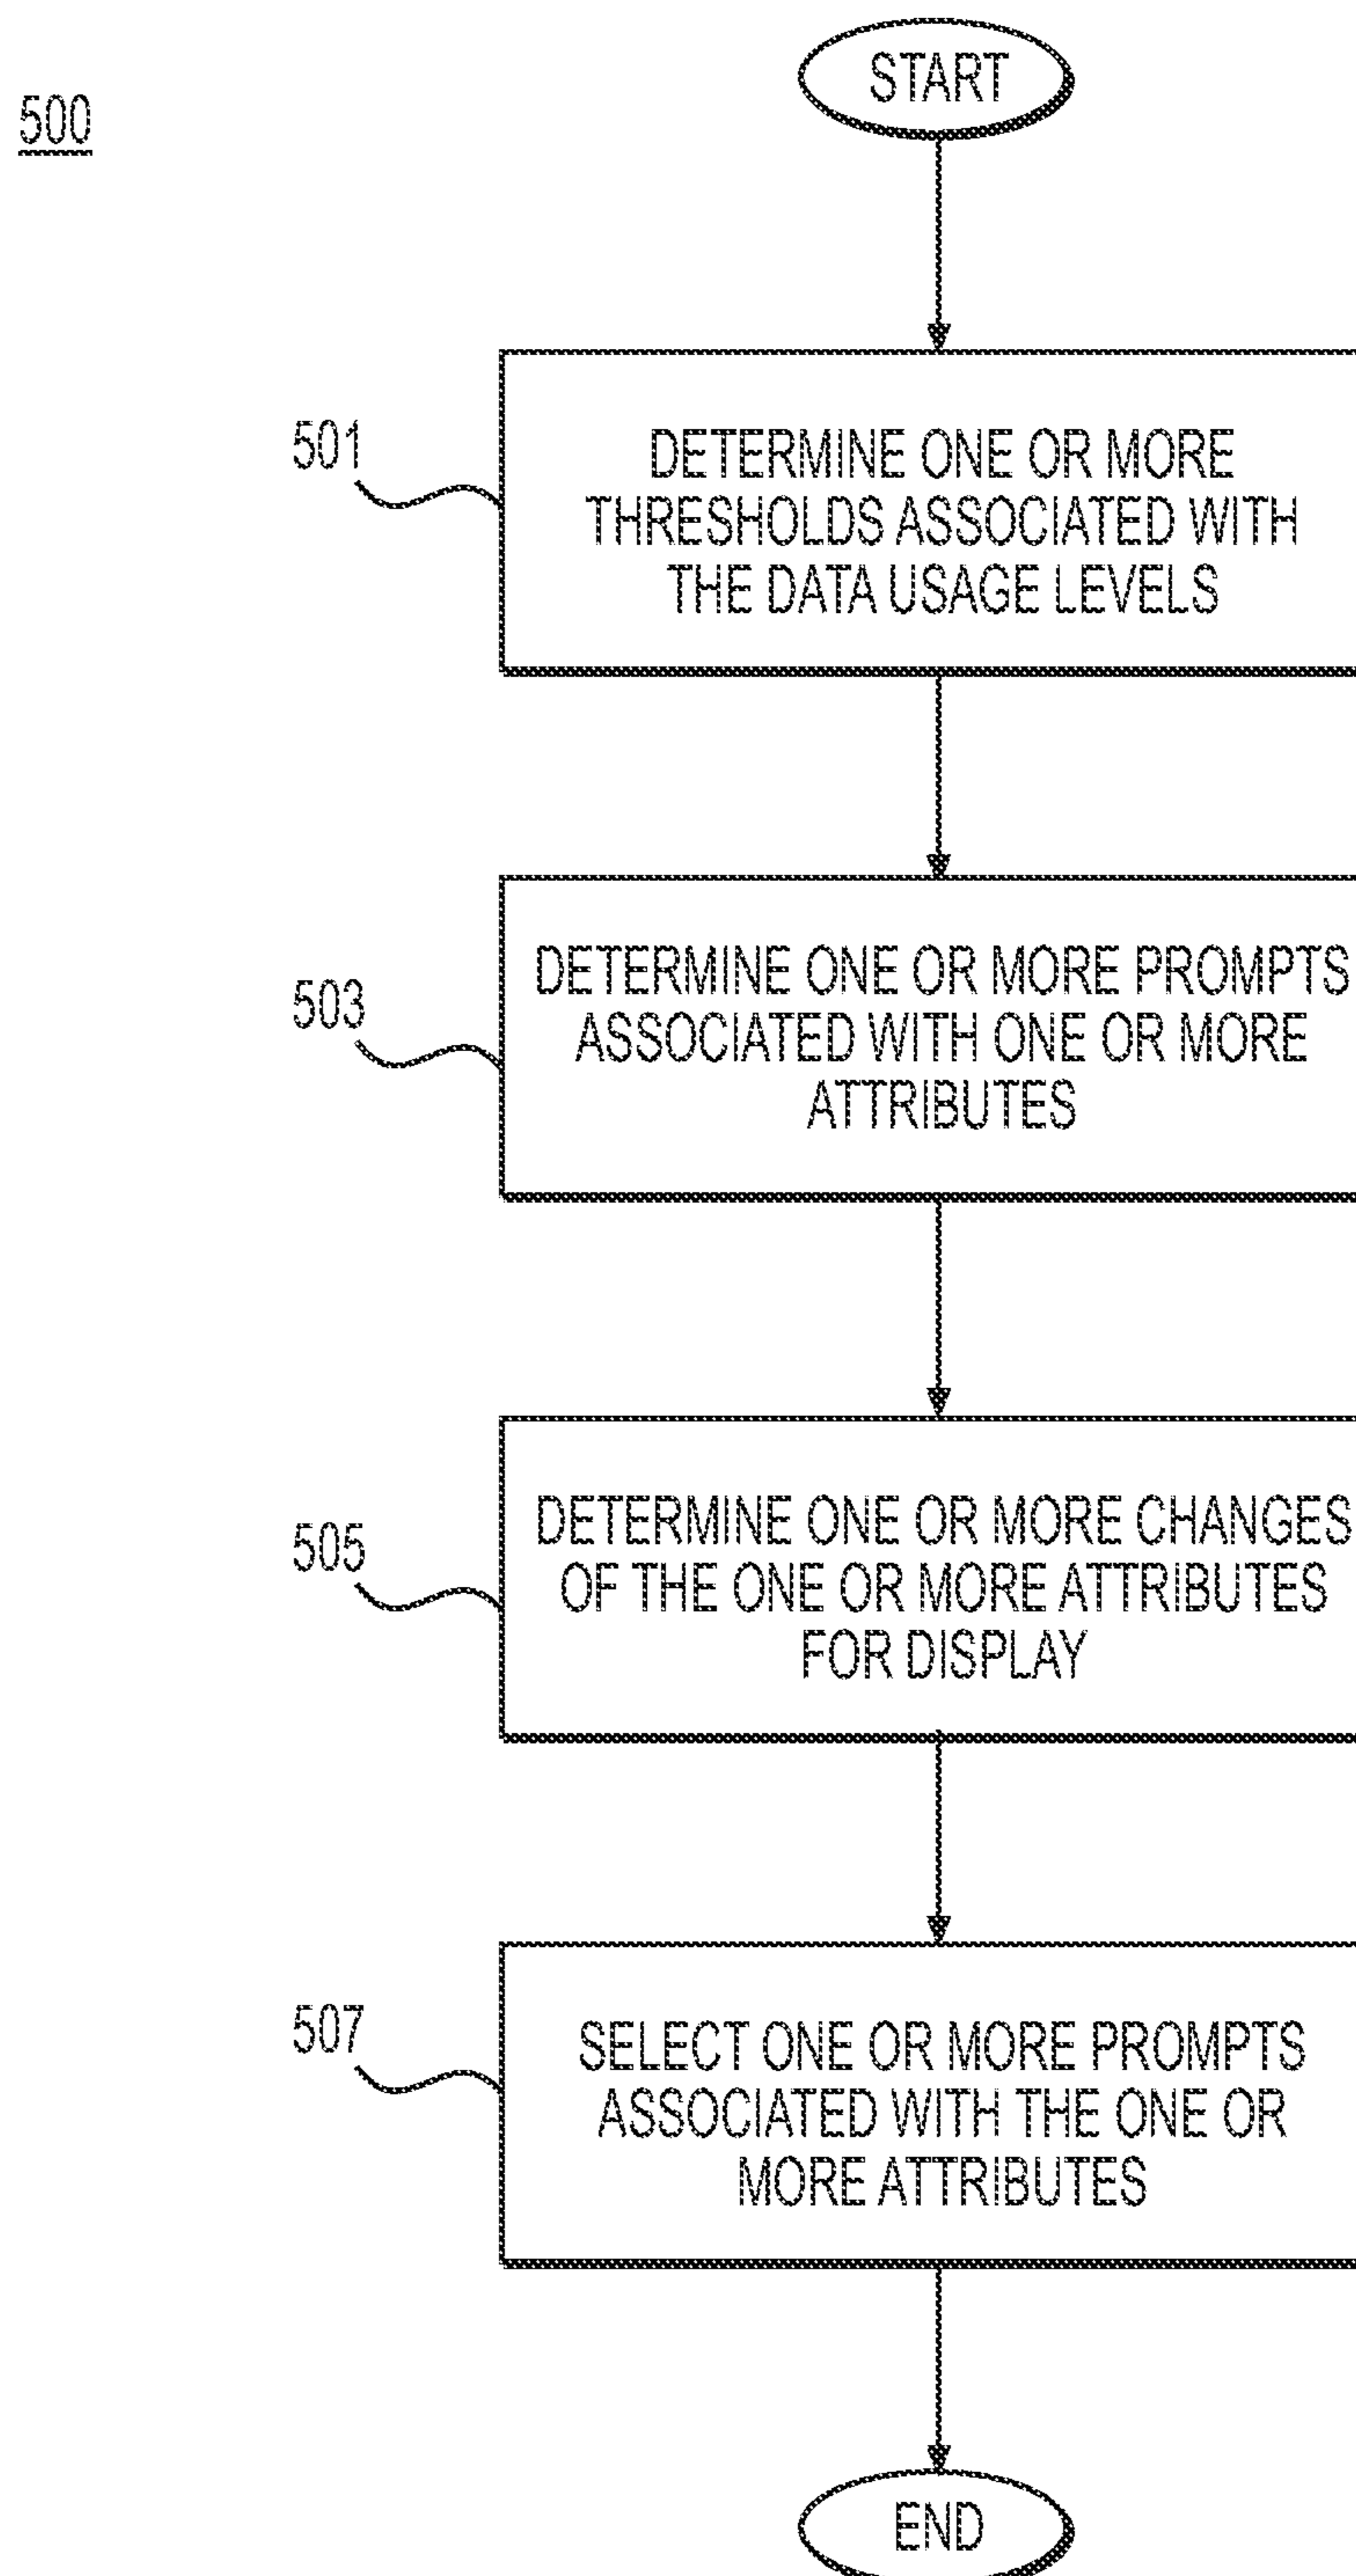 500
START
501
DETERMINE ONE OR MORE
THRESHOLDS ASSOCIATED WITH
THE DATA USAGE LEVELS
503
DETERMINE ONE OR MORE PROMPTS
ASSOCIATED WITH ONE OR MORE
ATTRIBUTES
505
DETERMINE ONE OR MORE CHANGES
OF THE ONE OR MORE ATTRIBUTES
FOR DISPLAY
507
SELECT ONE OR MORE PROMPTS
ASSOCIATED WITH THE ONE OR
MORE ATTRIBUTES
END